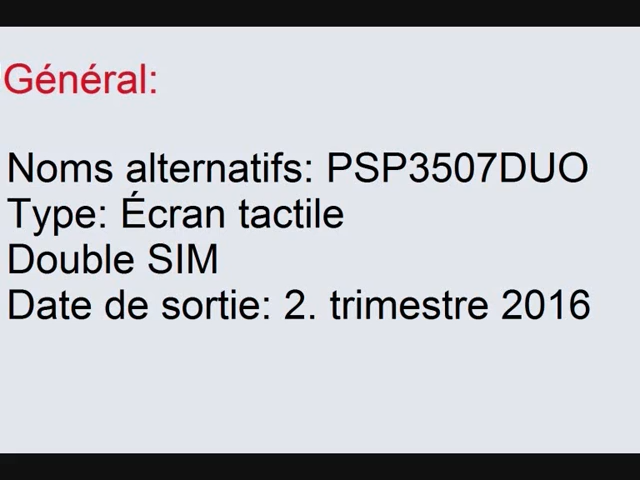 Général:
Noms alternatifs: PSP3507DUO
Type: Écran tactile
Double SIM
Date de sortie: 2. trimestre 2016